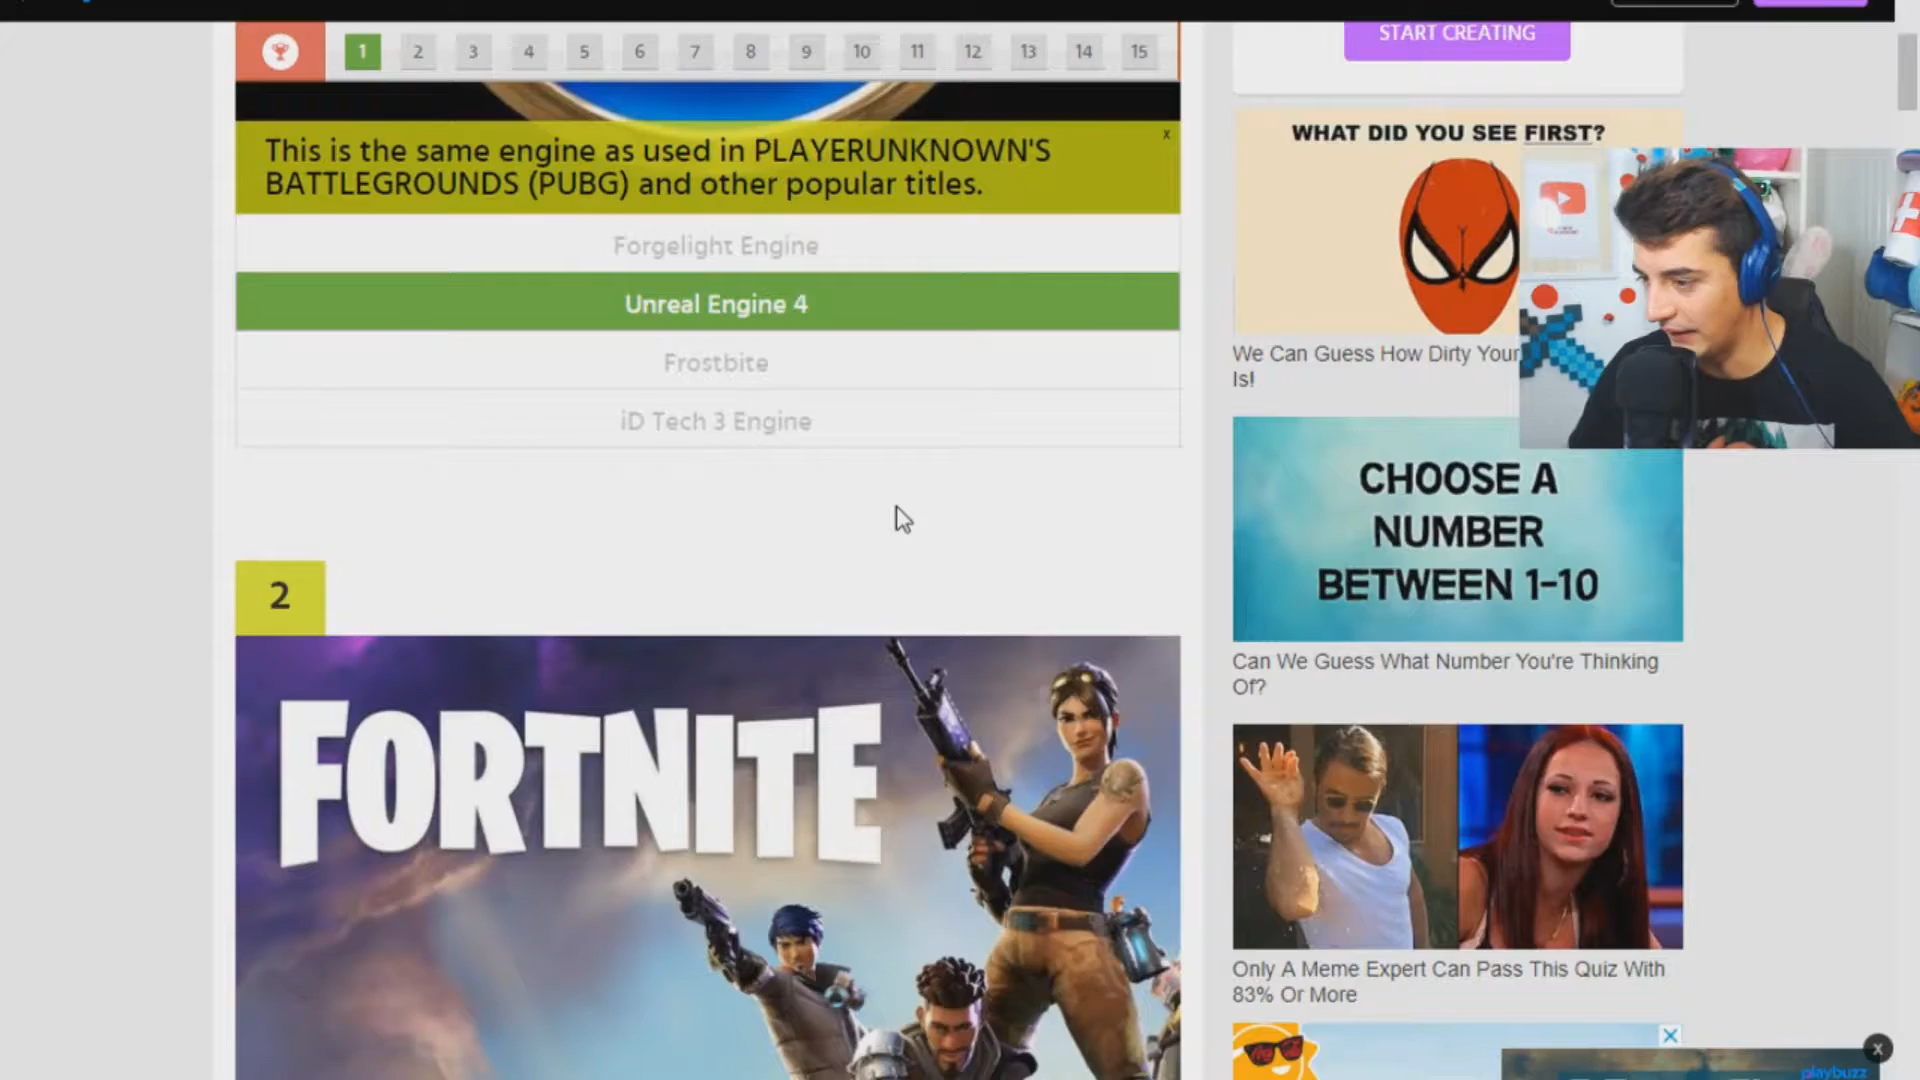 START CREATING
1 2 3 4 5 6 7 8 9 10 11 12 13 14 15
This is the same engine as used in PLAYERUNKNOWN'S
BATTLEGROUNDS (PUBG) and other popular titles.
x
Forgelight Engine
Unreal Engine 4
Frostbite
iD Tech 3 Engine
2
FORTNITE
WHAT DID YOU SEE FIRST?
We Can Guess How Dirty Your
Is!
CHOOSE A
NUMBER
BETWEEN 1-10
Can We Guess What Number You're Thinking
Of?
Only A Meme Expert Can Pass This Quiz With
83% Or More
x
playbuzz